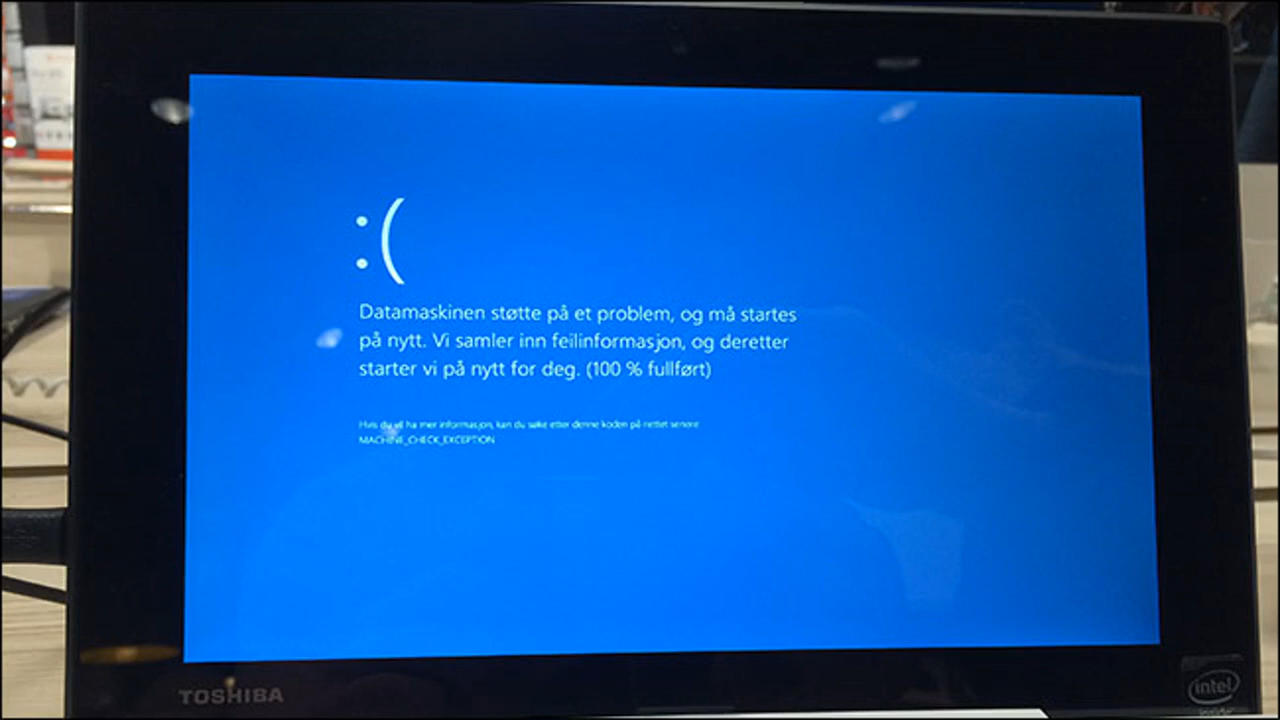 :(
Datamaskinen støtte på et problem, og må startes
på nytt. Vi samler inn feilinformasjon, og deretter
starter vi på nytt for deg. (100 % fullført)
Hvis du vil ha mer informasjon, kan du søke etter denne koden på nettet senere
MACHINE_CHECK_EXCEPTION
TOSHIBA
intel